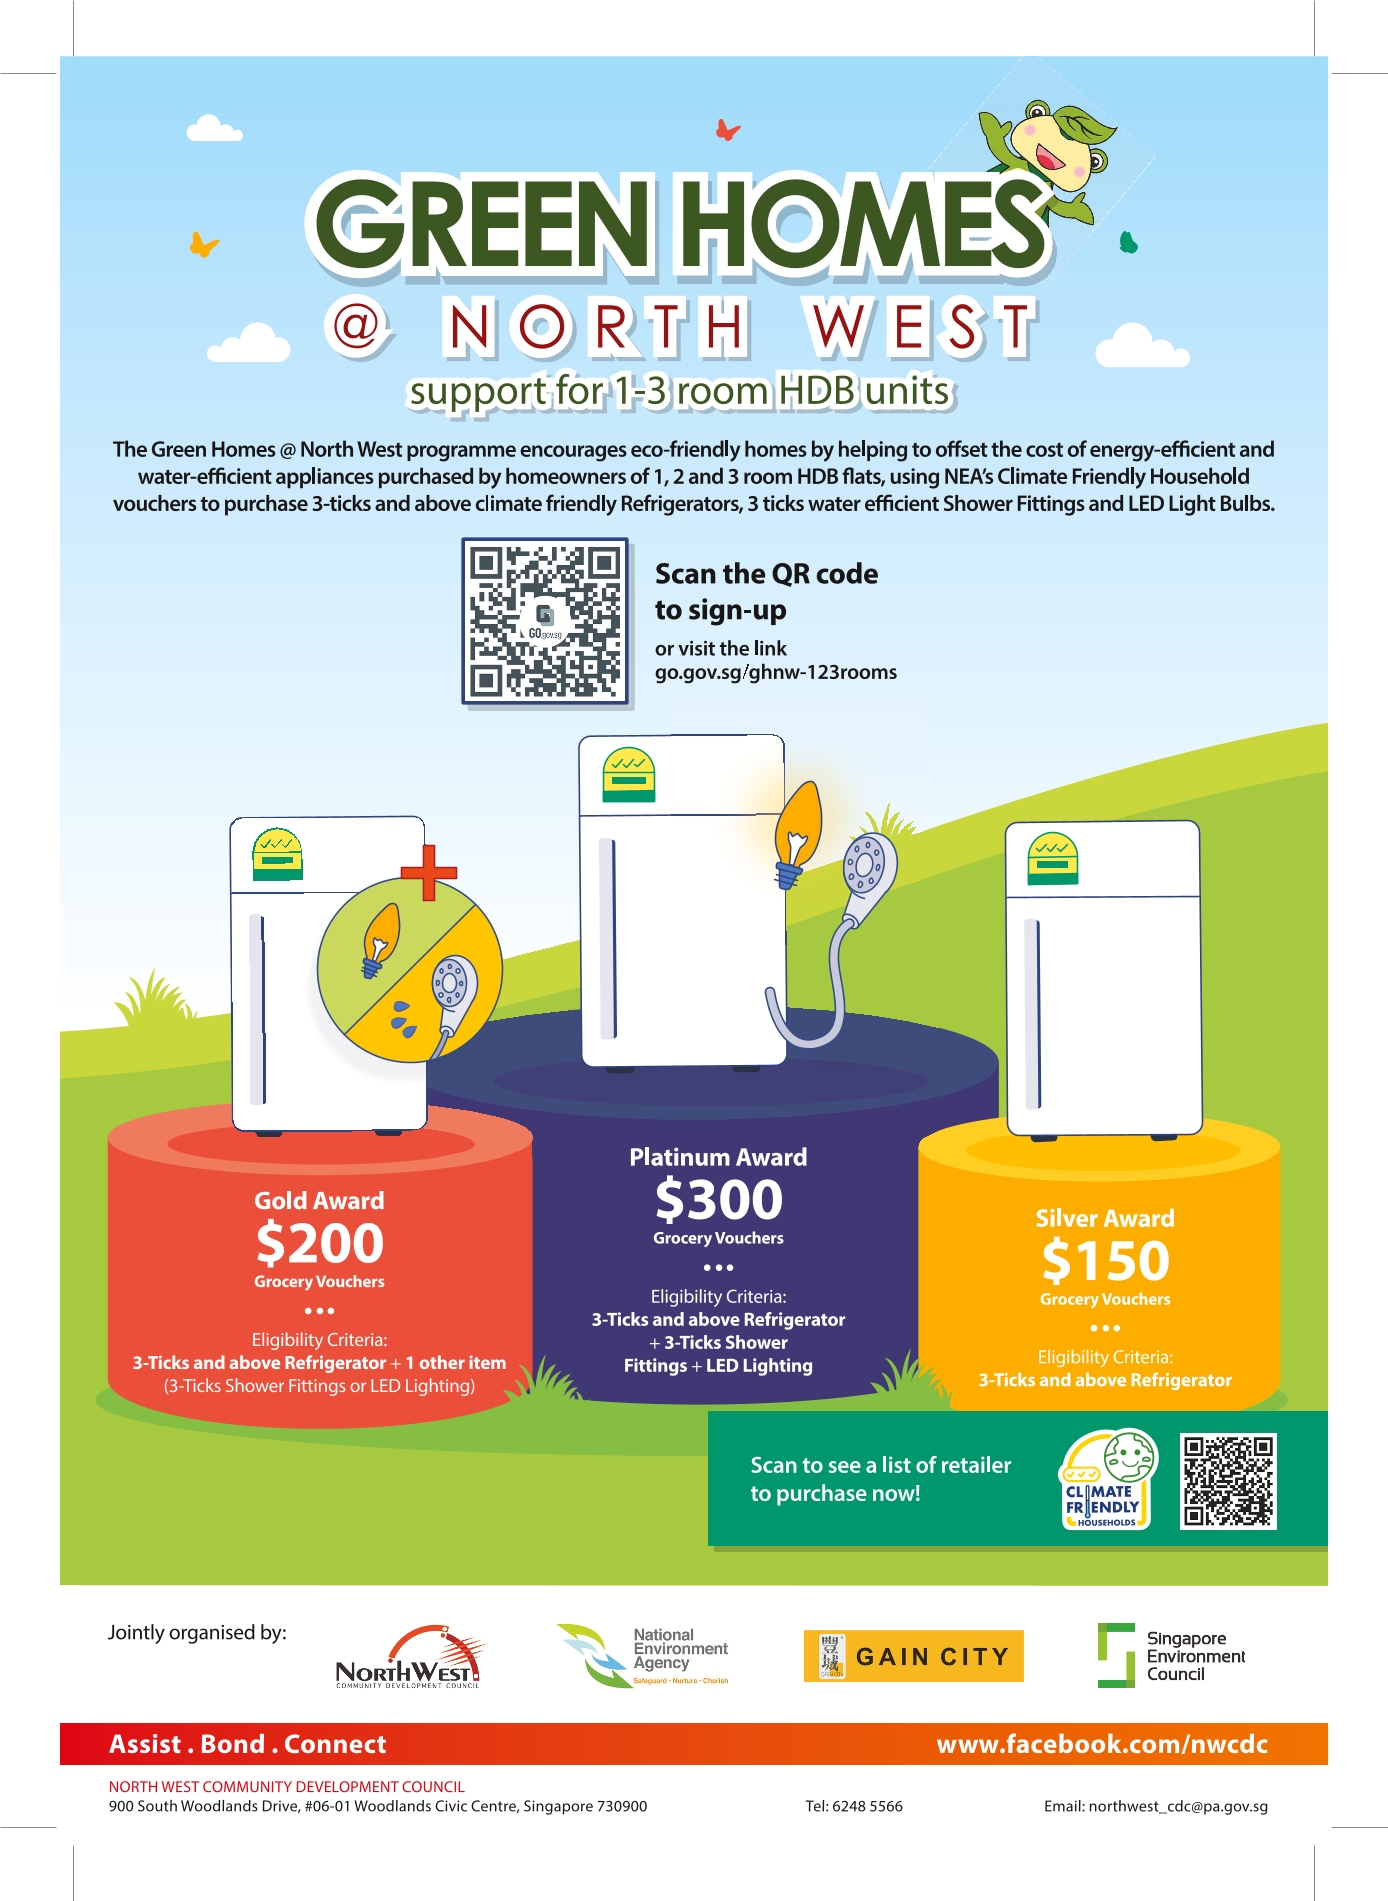 GREEN HOMES
@ NORTH WEST
support for 1-3 room HDB units
The Green Homes @ North West programme encourages eco-friendly homes by helping to offset the cost of energy-efficient and
water-efficient appliances purchased by homeowners of 1, 2 and 3 room HDB flats, using NEA's Climate Friendly Household
vouchers to purchase 3-ticks and above climate friendly Refrigerators, 3 ticks water efficient Shower Fittings and LED Light Bulbs.
GO.gov.sg
Scan the QR code
to sign-up
or visit the link
go.gov.sg/ghnw-123rooms
Gold Award
$200
Grocery Vouchers
Eligibility Criteria:
3-Ticks and above Refrigerator + 1 other item
(3-Ticks Shower Fittings or LED Lighting)
Platinum Award
$300
Grocery Vouchers
Eligibility Criteria:
3-Ticks and above Refrigerator
+ 3-Ticks Shower
Fittings + LED Lighting
Silver Award
$150
Grocery Vouchers
Eligibility Criteria:
3-Ticks and above Refrigerator
Scan to see a list of retailer
to purchase now!
CLIMATE
FRIENDLY
HOUSEHOLDS
Jointly organised by:
NORTHWEST
COMMUNITY DEVELOPMENT COUNCIL
National
Environment
Agency
Safeguard • Nurture • Cherish
豐城
GAIN CITY
Singapore
Environment
Council
Assist . Bond . Connect
www.facebook.com/nwcdc
NORTH WEST COMMUNITY DEVELOPMENT COUNCIL
900 South Woodlands Drive, #06-01 Woodlands Civic Centre, Singapore 730900
Tel: 6248 5566
Email: northwest_cdc@pa.gov.sg